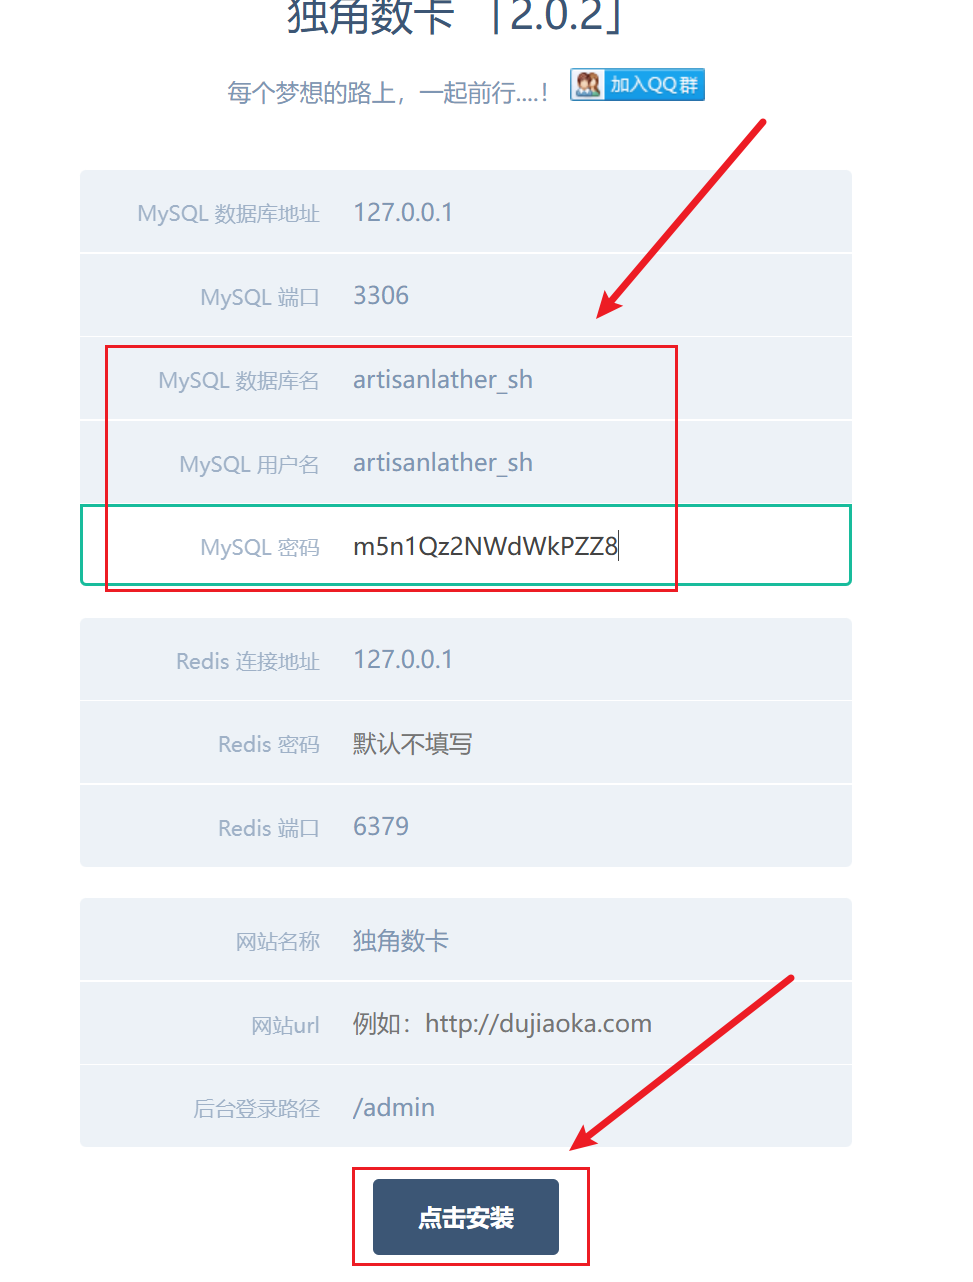 独角数卡 「2.0.2」
每个梦想的路上，一起前行....！ 加入QQ群
MySQL 数据库地址 127.0.0.1
MySQL 端口 3306
MySQL 数据库名 artisanlather_sh
MySQL 用户名 artisanlather_sh
MySQL 密码 m5n1Qz2NWdWkPZZ8
Redis 连接地址 127.0.0.1
Redis 密码 默认不填写
Redis 端口 6379
网站名称 独角数卡
网站url 例如：http://dujiaoka.com
后台登录路径 /admin
点击安装